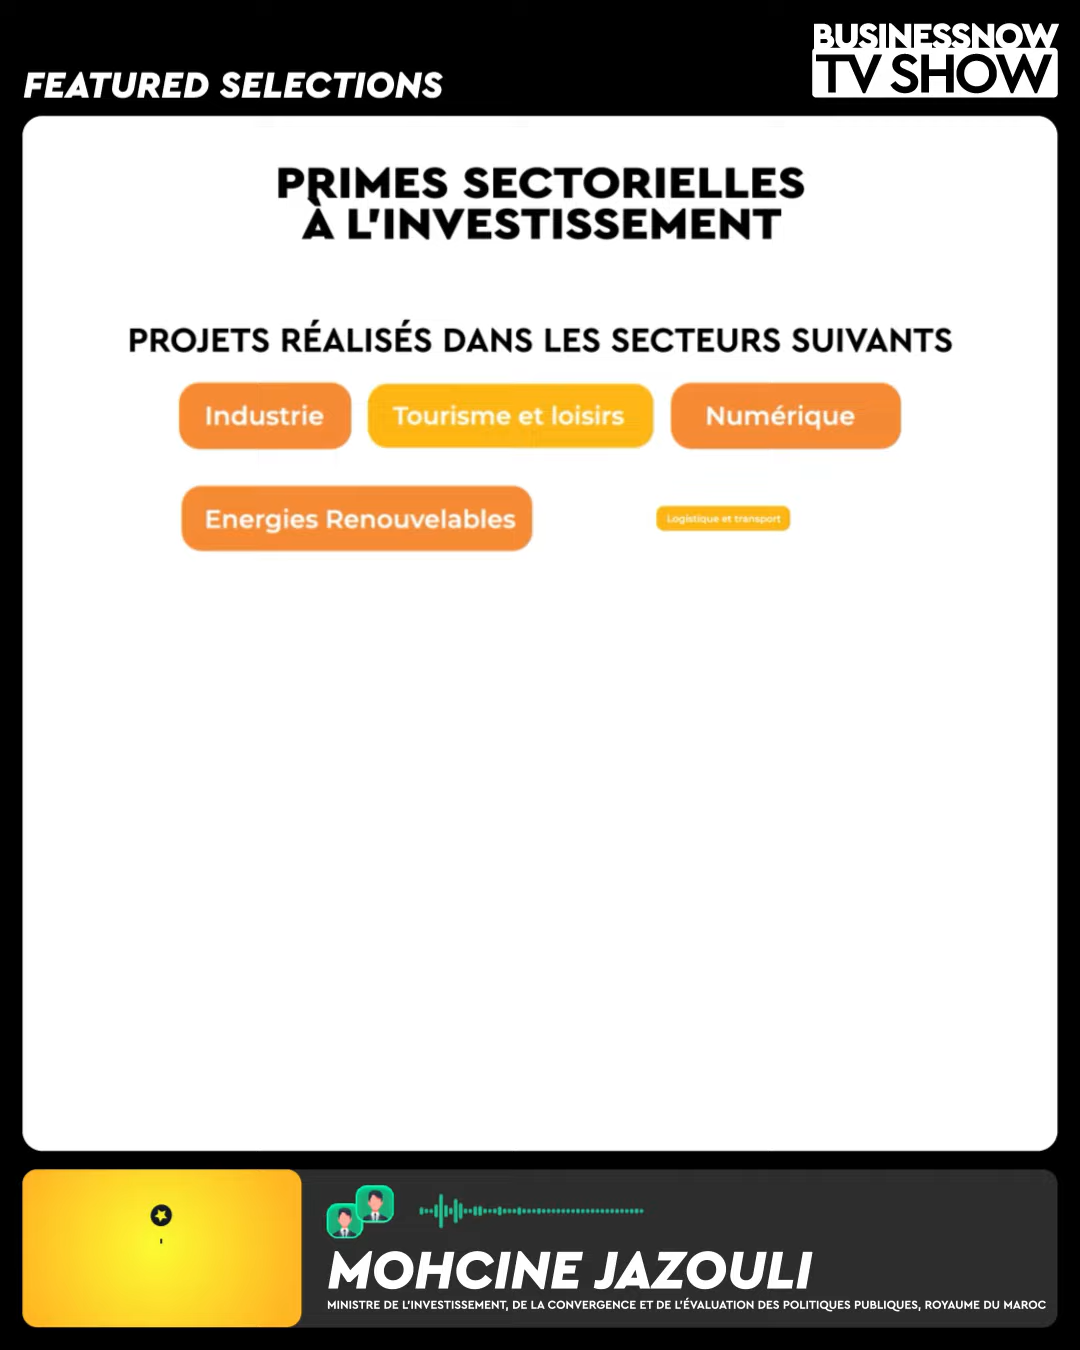 BUSINESSNOW
TV SHOW
FEATURED SELECTIONS
PRIMES SECTORIELLES
À L'INVESTISSEMENT
PROJETS RÉALISÉS DANS LES SECTEURS SUIVANTS
Industrie
Tourisme et loisirs
Numérique
Energies Renouvelables
Logistique et transport
MOHCINE JAZOULI
MINISTRE DE L'INVESTISSEMENT, DE LA CONVERGENCE ET DE L'ÉVALUATION DES POLITIQUES PUBLIQUES, ROYAUME DU MAROC